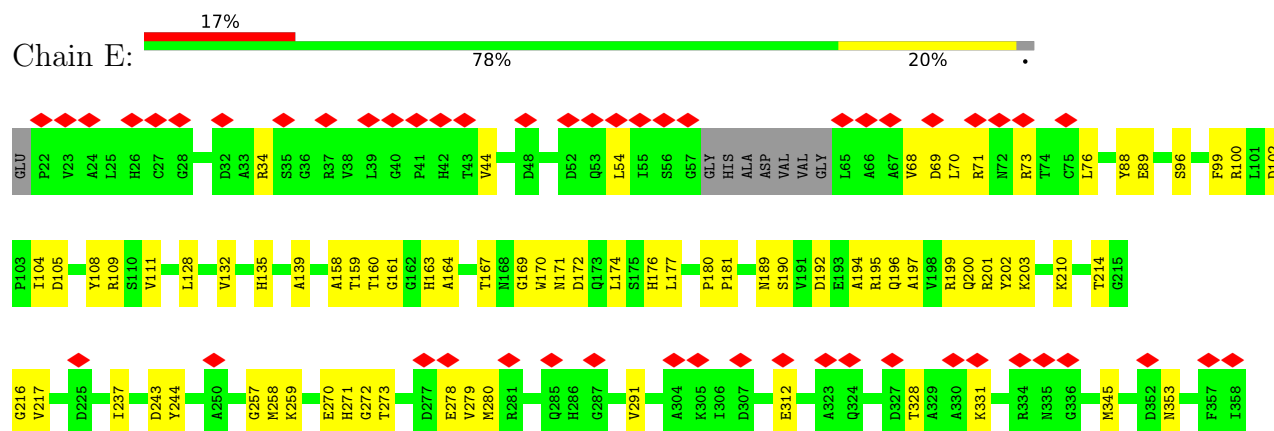 17%
Chain E:
78% 20% •
GLU P22 V23 A24 L25 H26 C27 G28 D32 A33 R34 S35 G36 R37 V38 L39 G40 P41 H42 T43 V44 D48 D52 Q53 L54 I55 S56 G57 GLY HIS ALA ASP VAL VAL GLY L65 A66 A67 V68 D69 L70 R71 N72 R73 T74 C75 L76 Y88 E89 S96 F99 R100 L101 D102
P103 I104 D105 Y108 R109 S110 V111 L128 V132 H135 A139 A158 T159 T160 G161 G162 H163 A164 T167 N168 G169 W170 N171 D172 Q173 L174 S175 H176 L177 P180 P181 N189 S190 V191 D192 E193 A194 R195 Q196 A197 V198 R199 Q200 R201 Y202 K203 K210 T214 G215
G216 V217 D225 I237 D243 Y244 A250 G257 M258 K259 E270 H271 G272 T273 D277 E278 V279 M280 R281 Q285 H286 G287 V291 A304 K305 I306 D307 E312 A323 Q324 D327 T328 A329 A330 K331 R334 N335 G336 M345 D352 N353 F357 I358